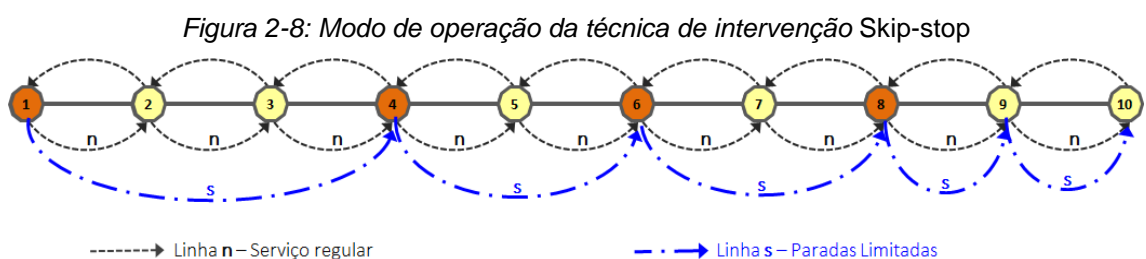 Figura 2-8: Modo de operação da técnica de intervenção Skip-stop
1 2 3 4 5 6 7 8 9 10
n n n n n n n n n
s s s s s
Linha n – Serviço regular
Linha s – Paradas Limitadas